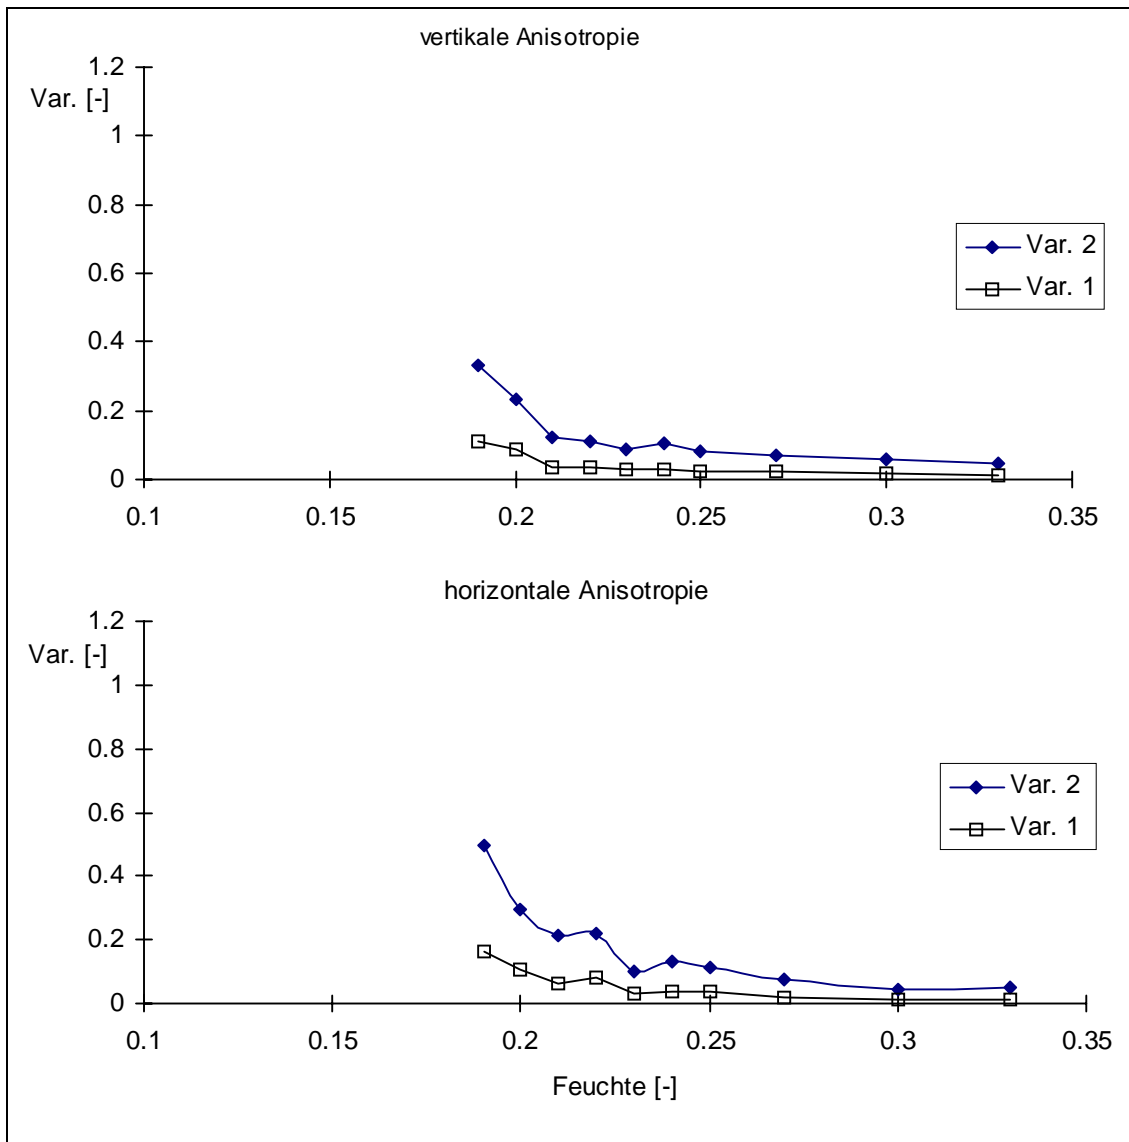 vertikale Anisotropie
1.2
Var. [-]
1
0.8
0.6
0.4
0.2
0
0.1 0.15 0.2 0.25 0.3 0.35
Var. 2
Var. 1
horizontale Anisotropie
1.2
Var. [-]
1
0.8
0.6
0.4
0.2
0
0.1 0.15 0.2 0.25 0.3 0.35
Var. 2
Var. 1
Feuchte [-]